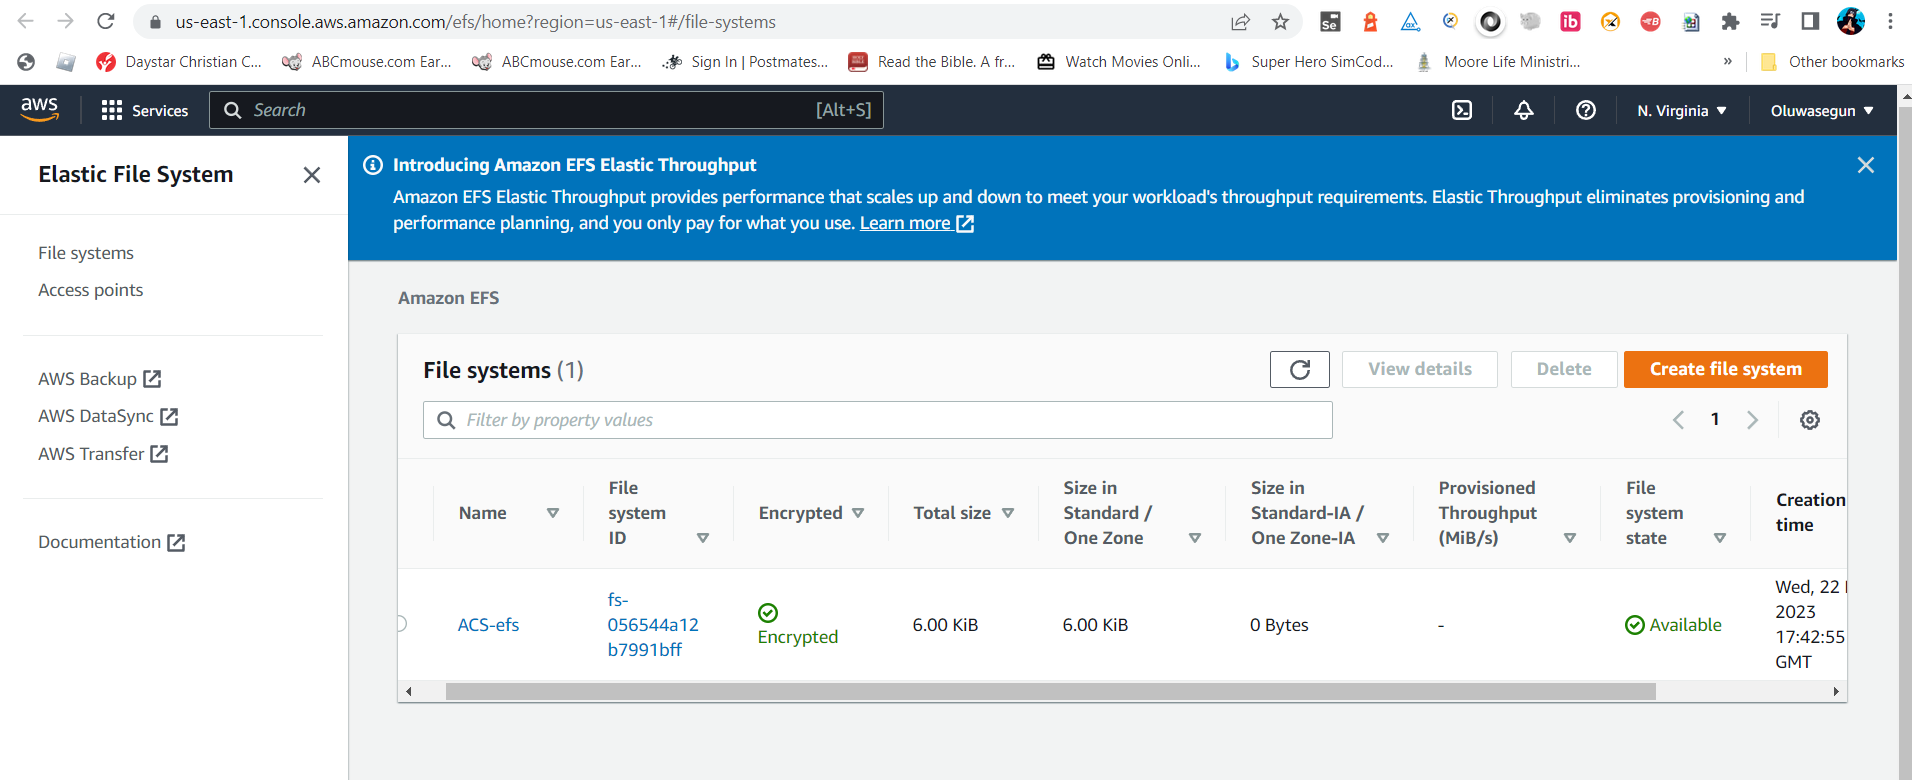 us-east-1.console.aws.amazon.com/efs/home?region=us-east-1#/file-systems
Daystar Christian C...
ABCmouse.com Ear...
ABCmouse.com Ear...
Sign In | Postmates...
Read the Bible. A fr...
Watch Movies Onli...
Super Hero SimCod...
Moore Life Ministri...
»
Other bookmarks
aws
Services
Search
[Alt+S]
N. Virginia
Oluwasegun
Elastic File System
File systems
Access points
AWS Backup
AWS DataSync
AWS Transfer
Documentation
Introducing Amazon EFS Elastic Throughput
Amazon EFS Elastic Throughput provides performance that scales up and down to meet your workload's throughput requirements. Elastic Throughput eliminates provisioning and
performance planning, and you only pay for what you use. Learn more
Amazon EFS
File systems (1)
View details
Delete
Create file system
Filter by property values
1
Name
File
system
ID
Encrypted
Total size
Size in
Standard /
One Zone
Size in
Standard-IA /
One Zone-IA
Provisioned
Throughput
(MiB/s)
File
system
state
Creation
time
ACS-efs
fs-
056544a12
b7991bff
Encrypted
6.00 KiB
6.00 KiB
0 Bytes
-
Available
Wed, 22
2023
17:42:55
GMT